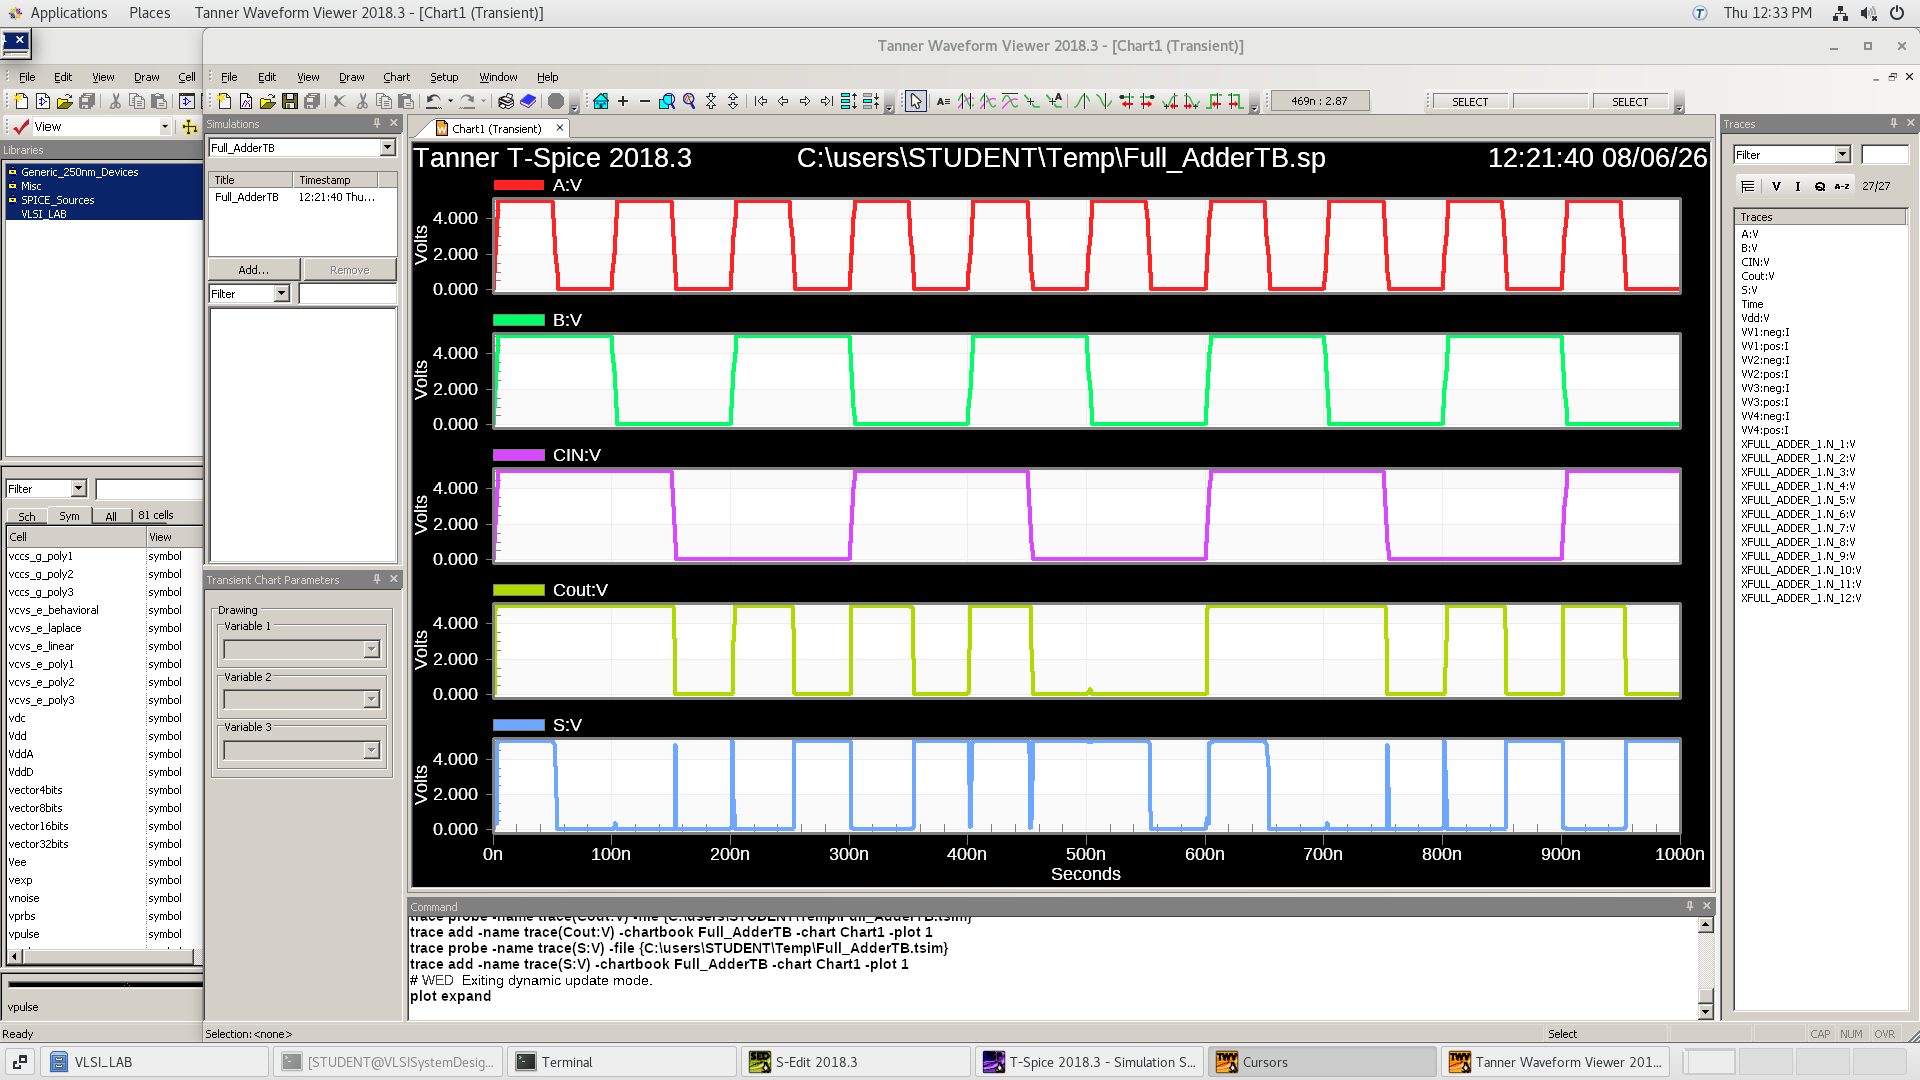 Applications Places Tanner Waveform Viewer 2018.3 - [Chart1 (Transient)] Thu 12:33 PM
Tanner Waveform Viewer 2018.3 - [Chart1 (Transient)]
File Edit View Draw Cell File Edit View Draw Chart Setup Window Help
469n : 2.87 SELECT SELECT
View
Simulations
Chart1 (Transient)
Traces
Libraries
Generic_250nm_Devices
Misc
SPICE_Sources
VLSI_LAB
Full_AdderTB
Title Timestamp
Full_AdderTB 12:21:40 Thu...
Add... Remove
Filter
Filter
Sch Sym All 81 cells
Cell View
vccs_g_poly1 symbol
vccs_g_poly2 symbol
vccs_g_poly3 symbol
vcvs_e_behavioral symbol
vcvs_e_laplace symbol
vcvs_e_linear symbol
vcvs_e_poly1 symbol
vcvs_e_poly2 symbol
vcvs_e_poly3 symbol
vdc symbol
Vdd symbol
VddA symbol
VddD symbol
vector4bits symbol
vector8bits symbol
vector16bits symbol
vector32bits symbol
Vee symbol
vexp symbol
vnoise symbol
vprbs symbol
vpulse symbol
vpulse
Ready
Transient Chart Parameters
Drawing
Variable 1
Variable 2
Variable 3
Tanner T-Spice 2018.3 C:\users\STUDENT\Temp\Full_AdderTB.sp 12:21:40 08/06/26
A:V
Volts
4.000
2.000
0.000
B:V
Volts
4.000
2.000
0.000
CIN:V
Volts
4.000
2.000
0.000
Cout:V
Volts
4.000
2.000
0.000
S:V
Volts
4.000
2.000
0.000
0n 100n 200n 300n 400n 500n 600n 700n 800n 900n 1000n
Seconds
Command
trace probe -name trace(Cout:V) -file {C:\users\STUDENT\Temp\Full_AdderTB.tsim}
trace add -name trace(Cout:V) -chartbook Full_AdderTB -chart Chart1 -plot 1
trace probe -name trace(S:V) -file {C:\users\STUDENT\Temp\Full_AdderTB.tsim}
trace add -name trace(S:V) -chartbook Full_AdderTB -chart Chart1 -plot 1
# WED Exiting dynamic update mode.
plot expand
Filter
V I Q A-Z 27/27
Traces
A:V
B:V
CIN:V
Cout:V
S:V
Time
Vdd:V
VV1:neg:I
VV1:pos:I
VV2:neg:I
VV2:pos:I
VV3:neg:I
VV3:pos:I
VV4:neg:I
VV4:pos:I
XFULL_ADDER_1.N_1:V
XFULL_ADDER_1.N_2:V
XFULL_ADDER_1.N_3:V
XFULL_ADDER_1.N_4:V
XFULL_ADDER_1.N_5:V
XFULL_ADDER_1.N_6:V
XFULL_ADDER_1.N_7:V
XFULL_ADDER_1.N_8:V
XFULL_ADDER_1.N_9:V
XFULL_ADDER_1.N_10:V
XFULL_ADDER_1.N_11:V
XFULL_ADDER_1.N_12:V
Selection: <none> Select CAP NUM OVR
VLSI_LAB [STUDENT@VLSISystemDesig... Terminal S-Edit 2018.3 T-Spice 2018.3 - Simulation S... Cursors Tanner Waveform Viewer 201...